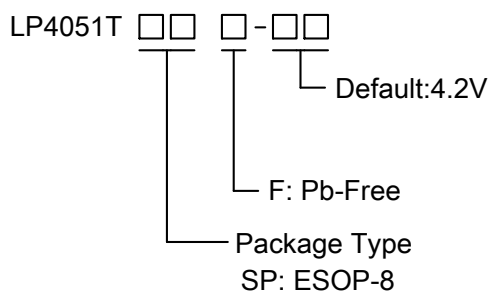 LP4051T □□ □-□□
Default:4.2V
F: Pb-Free
Package Type
SP: ESOP-8